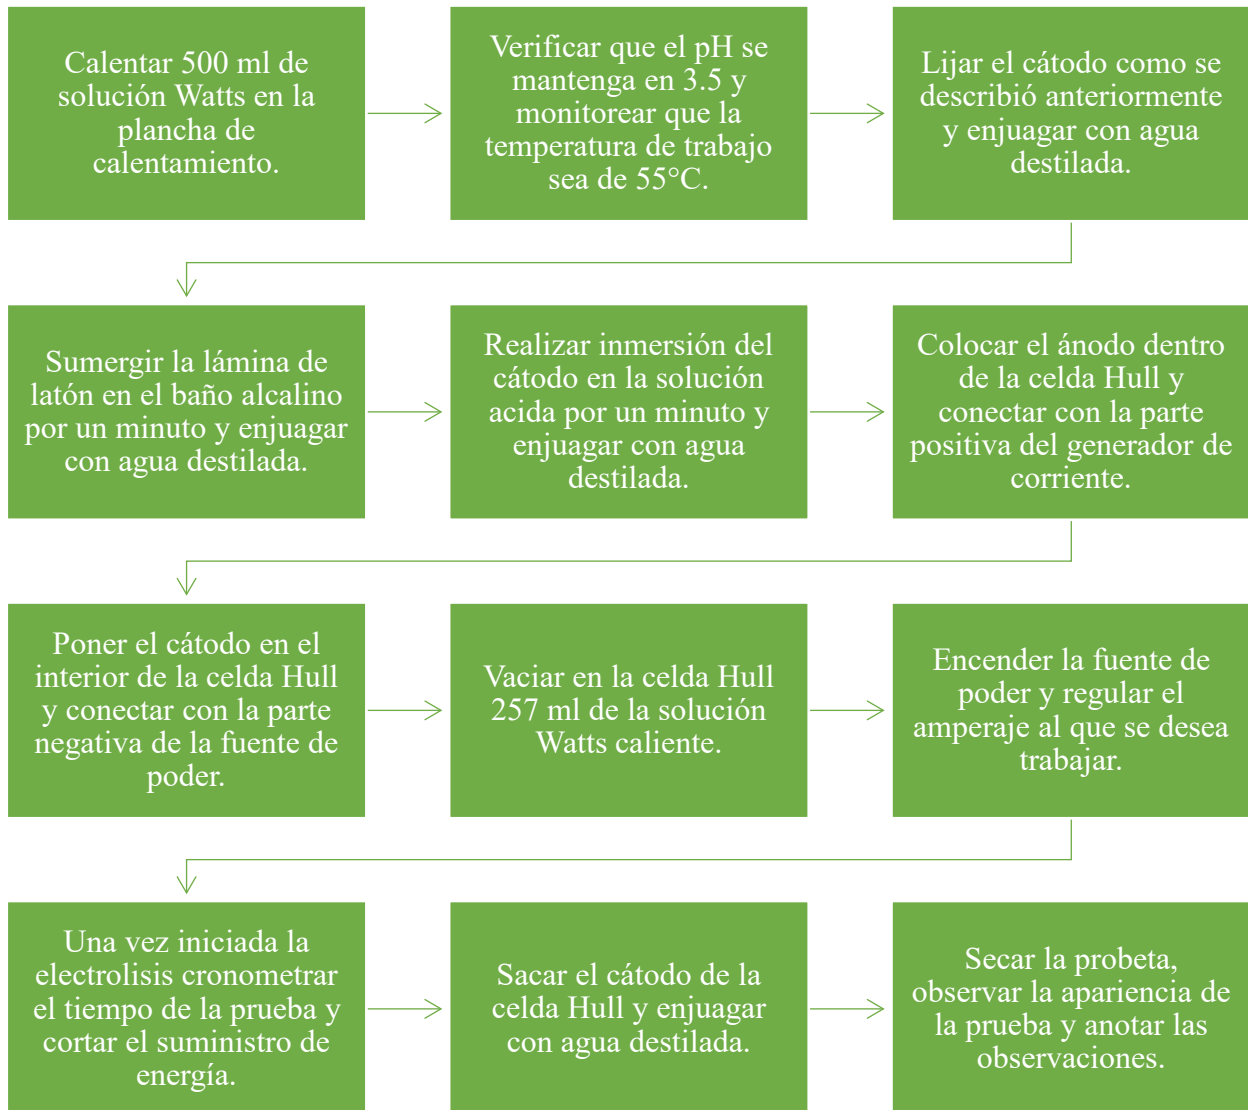 Calentar 500 ml de
solución Watts en la
plancha de
calentamiento.
Verificar que el pH se
mantenga en 3.5 y
monitorear que la
temperatura de trabajo
sea de 55°C.
Lijar el cátodo como se
describió anteriormente
y enjuagar con agua
destilada.
Sumergir la lámina de
latón en el baño alcalino
por un minuto y enjuagar
con agua destilada.
Realizar inmersión del
cátodo en la solución
acida por un minuto y
enjuagar con agua
destilada.
Colocar el ánodo dentro
de la celda Hull y
conectar con la parte
positiva del generador de
corriente.
Poner el cátodo en el
interior de la celda Hull
y conectar con la parte
negativa de la fuente de
poder.
Vaciar en la celda Hull
257 ml de la solución
Watts caliente.
Encender la fuente de
poder y regular el
amperaje al que se desea
trabajar.
Una vez iniciada la
electrolisis cronometrar
el tiempo de la prueba y
cortar el suministro de
energía.
Sacar el cátodo de la
celda Hull y enjuagar
con agua destilada.
Secar la probeta,
observar la apariencia de
la prueba y anotar las
observaciones.